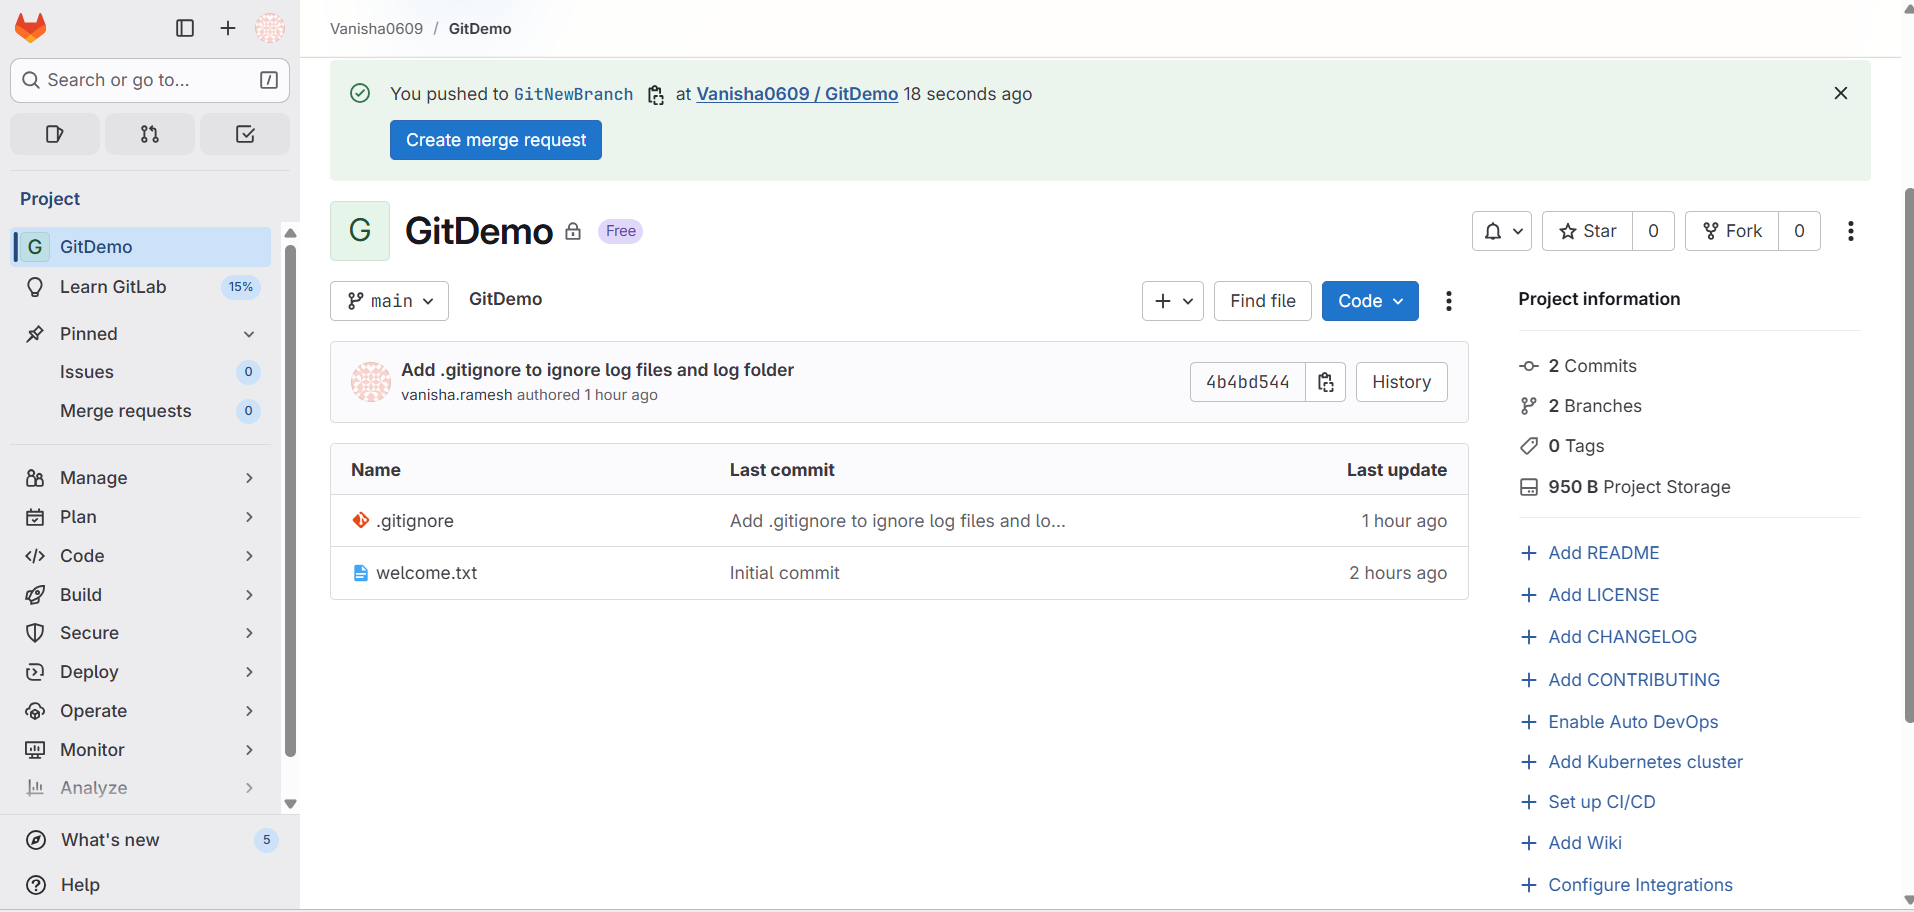 Vanisha0609 / GitDemo
Search or go to... /
Project
G GitDemo
Learn GitLab 15%
Pinned
Issues 0
Merge requests 0
Manage
Plan
Code
Build
Secure
Deploy
Operate
Monitor
Analyze
What's new 5
Help
You pushed to GitNewBranch at Vanisha0609 / GitDemo 18 seconds ago
Create merge request
G GitDemo Free
Star 0 Fork 0
main GitDemo
Find file Code
Add .gitignore to ignore log files and log folder
vanisha.ramesh authored 1 hour ago
4b4bd544 History
Name Last commit Last update
.gitignore Add .gitignore to ignore log files and lo... 1 hour ago
welcome.txt Initial commit 2 hours ago
Project information
2 Commits
2 Branches
0 Tags
950 B Project Storage
Add README
Add LICENSE
Add CHANGELOG
Add CONTRIBUTING
Enable Auto DevOps
Add Kubernetes cluster
Set up CI/CD
Add Wiki
Configure Integrations